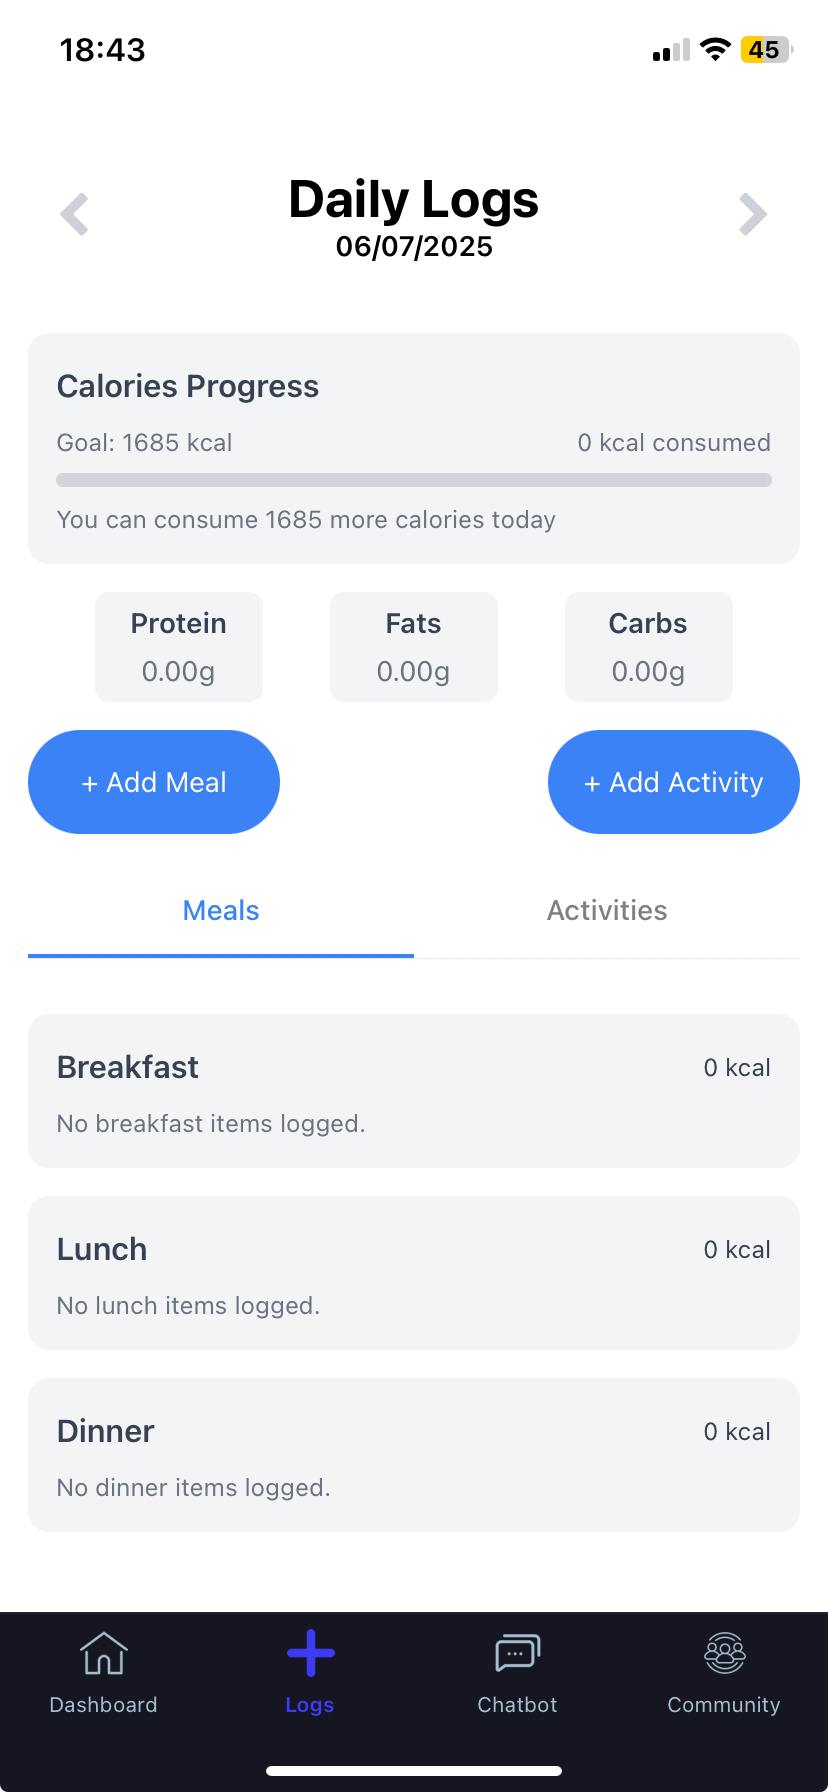 18:43
45
Daily Logs
06/07/2025
Calories Progress
Goal: 1685 kcal
0 kcal consumed
You can consume 1685 more calories today
Protein
0.00g
Fats
0.00g
Carbs
0.00g
+ Add Meal
+ Add Activity
Meals
Activities
Breakfast
0 kcal
No breakfast items logged.
Lunch
0 kcal
No lunch items logged.
Dinner
0 kcal
No dinner items logged.
Dashboard
Logs
Chatbot
Community